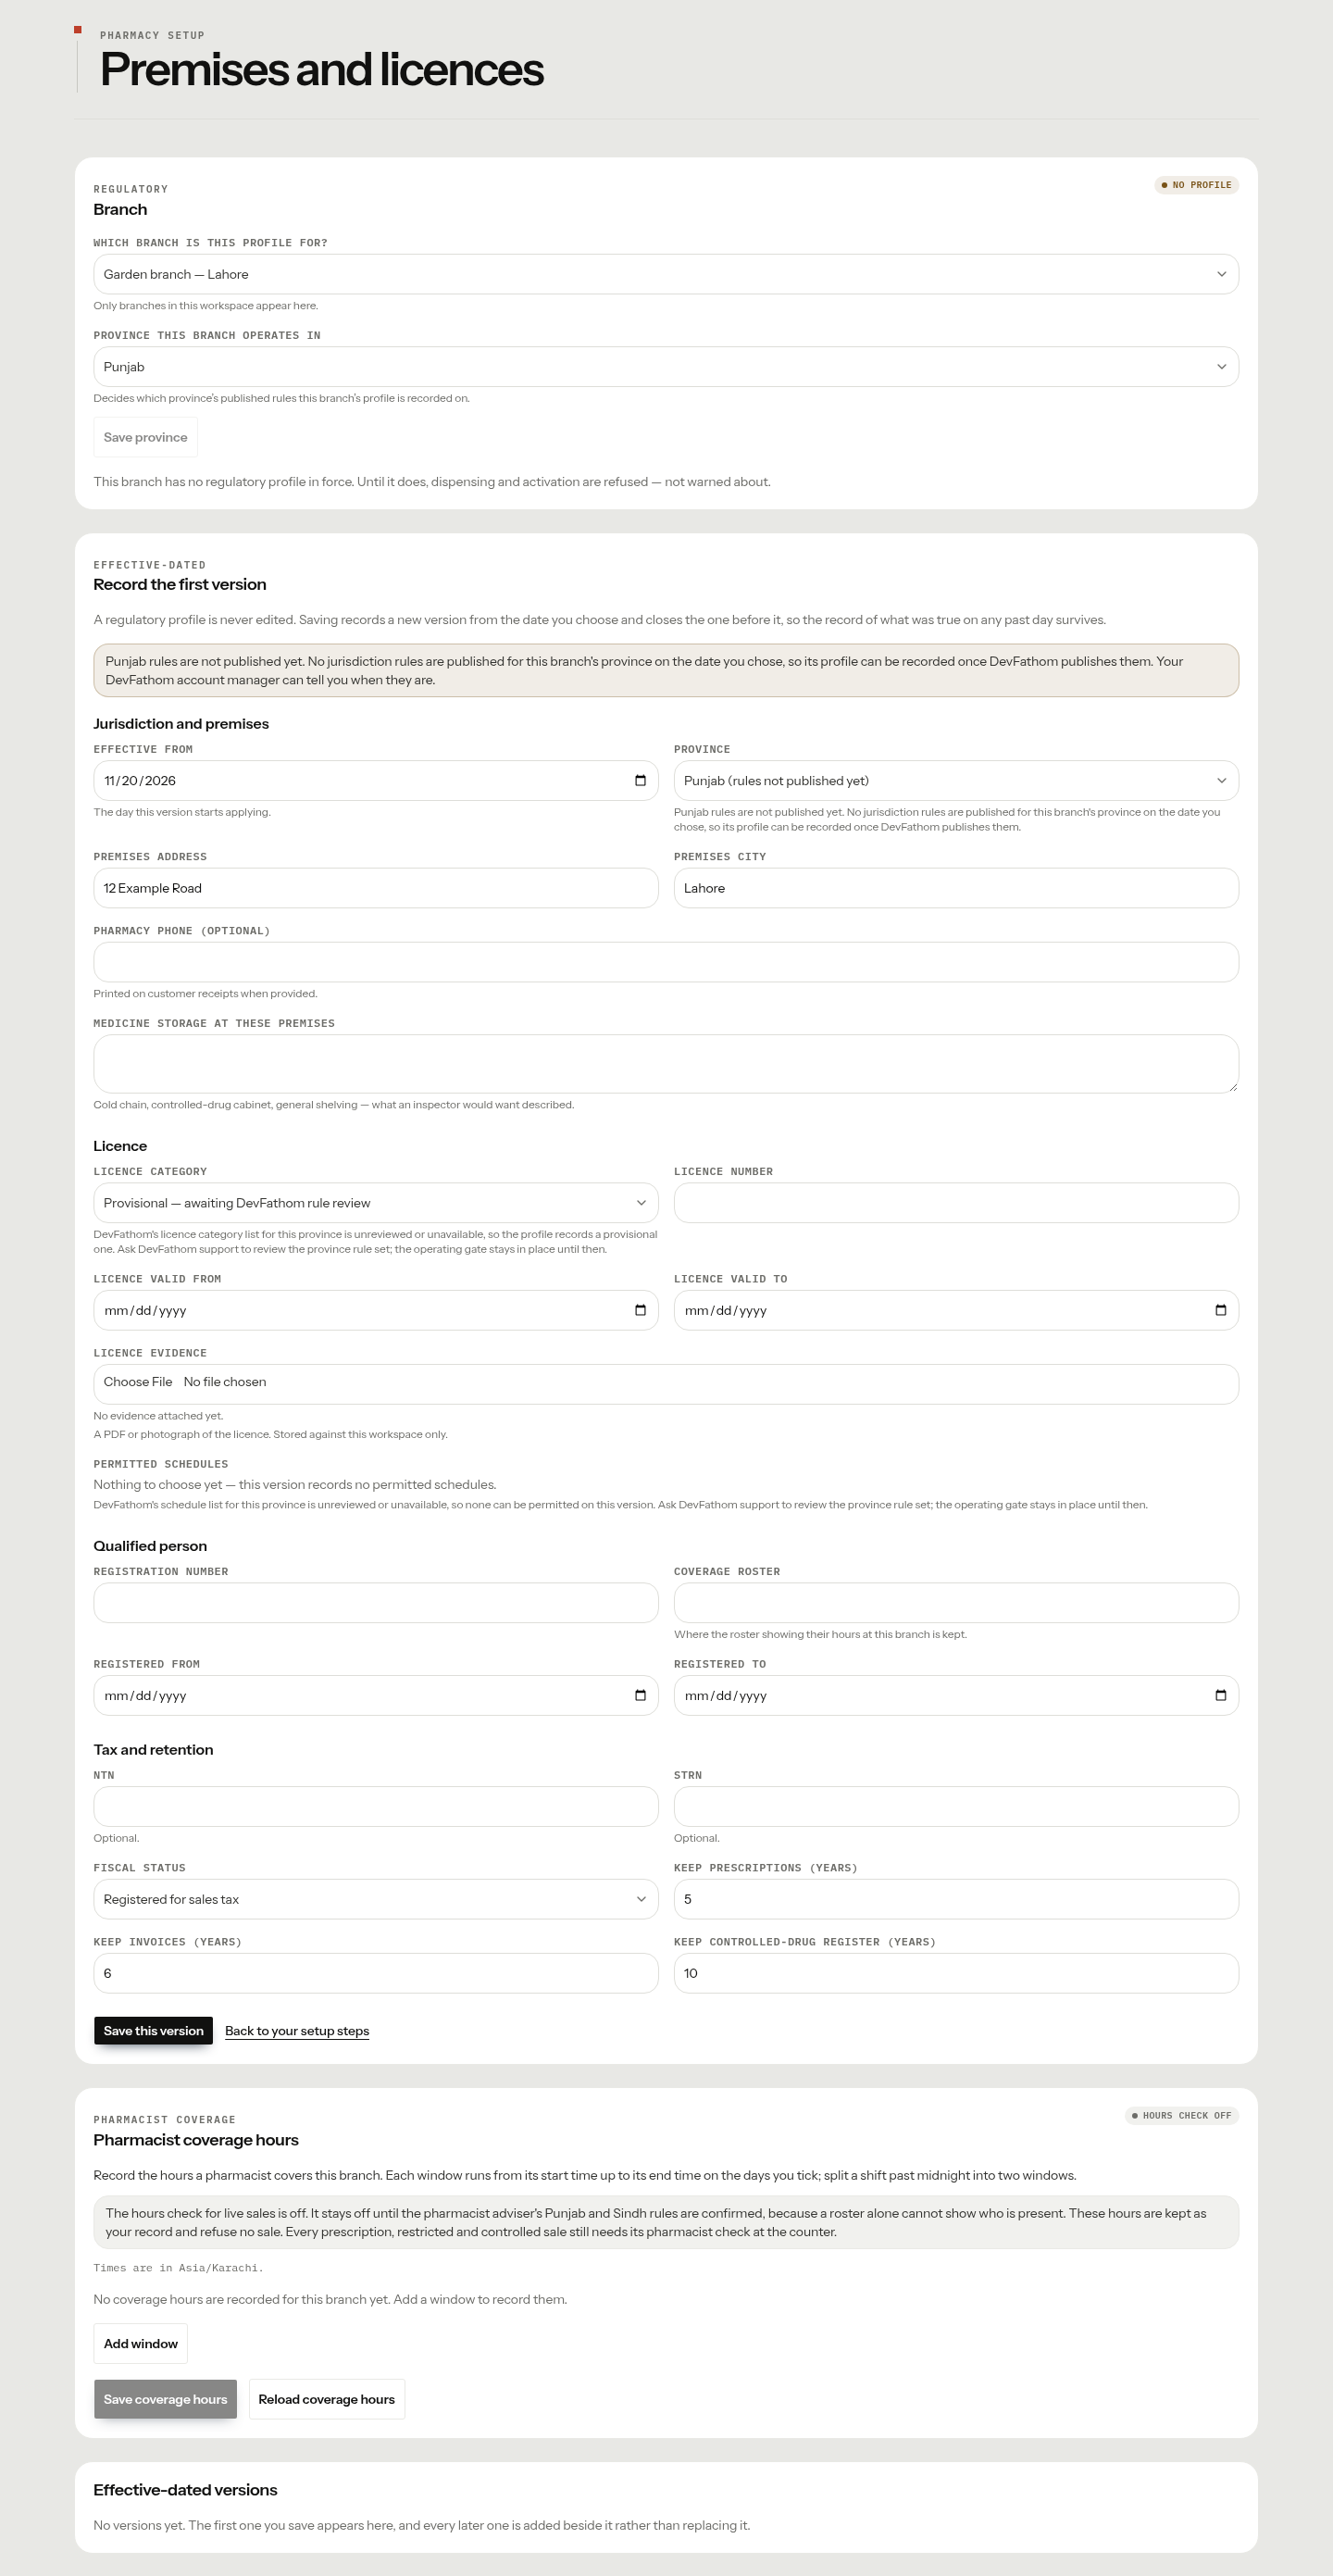 PHARMACY SETUP
Premises and licences
REGULATORY
NO PROFILE
Branch
WHICH BRANCH IS THIS PROFILE FOR?
Garden branch — Lahore
Only branches in this workspace appear here.
PROVINCE THIS BRANCH OPERATES IN
Punjab
Decides which province's published rules this branch's profile is recorded on.
Save province
This branch has no regulatory profile in force. Until it does, dispensing and activation are refused — not warned about.
EFFECTIVE-DATED
Record the first version
A regulatory profile is never edited. Saving records a new version from the date you choose and closes the one before it, so the record of what was true on any past day survives.
Punjab rules are not published yet. No jurisdiction rules are published for this branch's province on the date you chose, so its profile can be recorded once DevFathom publishes them. Your
DevFathom account manager can tell you when they are.
Jurisdiction and premises
EFFECTIVE FROM
PROVINCE
11/20/2026
Punjab (rules not published yet)
The day this version starts applying.
Punjab rules are not published yet. No jurisdiction rules are published for this branch's province on the date you
chose, so its profile can be recorded once DevFathom publishes them.
PREMISES ADDRESS
PREMISES CITY
12 Example Road
Lahore
PHARMACY PHONE (OPTIONAL)
Printed on customer receipts when provided.
MEDICINE STORAGE AT THESE PREMISES
Cold chain, controlled-drug cabinet, general shelving — what an inspector would want described.
Licence
LICENCE CATEGORY
LICENCE NUMBER
Provisional — awaiting DevFathom rule review
DevFathom's licence category list for this province is unreviewed or unavailable, so the profile records a provisional
one. Ask DevFathom support to review the province rule set; the operating gate stays in place until then.
LICENCE VALID FROM
LICENCE VALID TO
mm/dd/yyyy
mm/dd/yyyy
LICENCE EVIDENCE
Choose File No file chosen
No evidence attached yet.
A PDF or photograph of the licence. Stored against this workspace only.
PERMITTED SCHEDULES
Nothing to choose yet — this version records no permitted schedules.
DevFathom's schedule list for this province is unreviewed or unavailable, so none can be permitted on this version. Ask DevFathom support to review the province rule set; the operating gate stays in place until then.
Qualified person
REGISTRATION NUMBER
COVERAGE ROSTER
Where the roster showing their hours at this branch is kept.
REGISTERED FROM
REGISTERED TO
mm/dd/yyyy
mm/dd/yyyy
Tax and retention
NTN
STRN
Optional.
Optional.
FISCAL STATUS
KEEP PRESCRIPTIONS (YEARS)
Registered for sales tax
5
KEEP INVOICES (YEARS)
KEEP CONTROLLED-DRUG REGISTER (YEARS)
6
10
Save this version
Back to your setup steps
PHARMACIST COVERAGE
HOURS CHECK OFF
Pharmacist coverage hours
Record the hours a pharmacist covers this branch. Each window runs from its start time up to its end time on the days you tick; split a shift past midnight into two windows.
The hours check for live sales is off. It stays off until the pharmacist adviser's Punjab and Sindh rules are confirmed, because a roster alone cannot show who is present. These hours are kept as
your record and refuse no sale. Every prescription, restricted and controlled sale still needs its pharmacist check at the counter.
Times are in Asia/Karachi.
No coverage hours are recorded for this branch yet. Add a window to record them.
Add window
Save coverage hours
Reload coverage hours
Effective-dated versions
No versions yet. The first one you save appears here, and every later one is added beside it rather than replacing it.